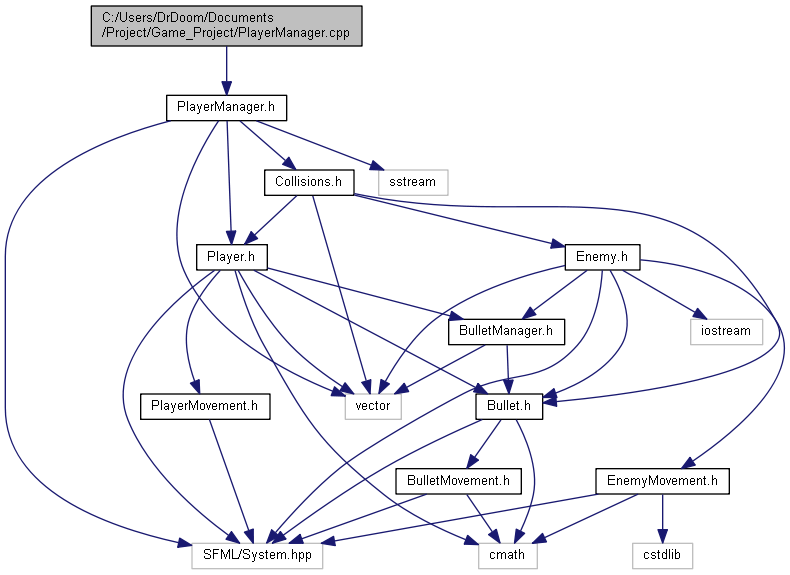 C:/Users/DrDoom/Documents
/Project/Game_Project/PlayerManager.cpp
PlayerManager.h
Collisions.h
sstream
Player.h
Enemy.h
BulletManager.h
iostream
PlayerMovement.h
vector
Bullet.h
BulletMovement.h
EnemyMovement.h
SFML/System.hpp
cmath
cstdlib